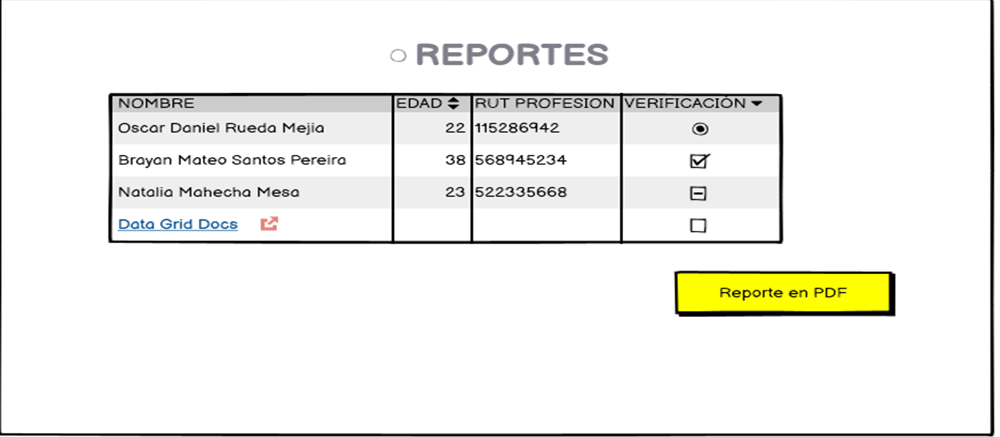 REPORTES
NOMBRE EDAD RUT PROFESION VERIFICACIÓN
Oscar Daniel Rueda Mejia 22 115286942
Brayan Mateo Santos Pereira 38 568945234
Natalia Mahecha Mesa 23 522335668
Data Grid Docs
Reporte en PDF